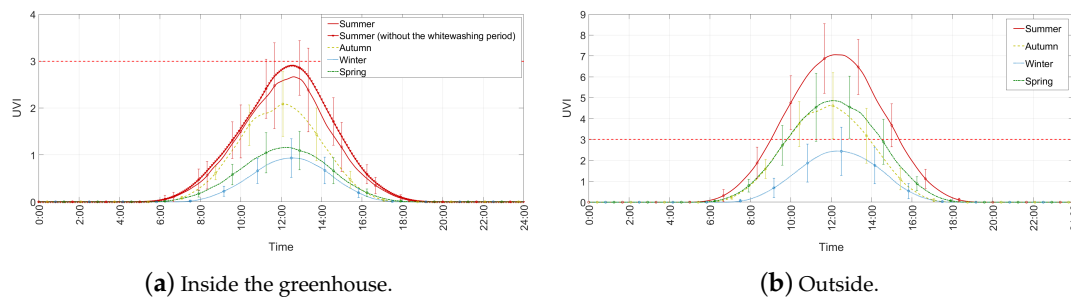 4
3
2
1
0
UVI
0:00
2:00
4:00
6:00
8:00
10:00
12:00
14:00
16:00
18:00
20:00
22:00
24:00
Time
Summer
Summer (without the whitewashing period)
Autumn
Winter
Spring
(a) Inside the greenhouse.
9
8
7
6
5
4
3
2
1
0
UVI
0:00
2:00
4:00
6:00
8:00
10:00
12:00
14:00
16:00
18:00
20:00
22:00
24:00
Time
Summer
Autumn
Winter
Spring
(b) Outside.